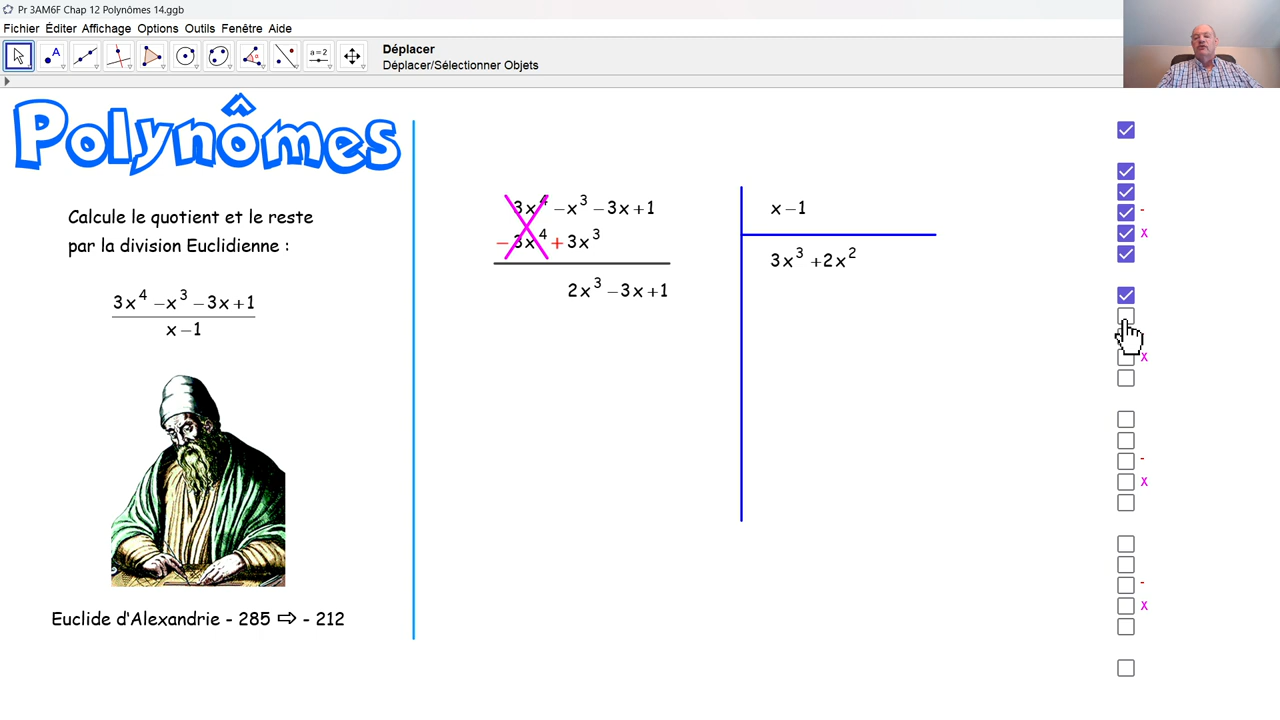 Pr 3AM6F Chap 12 Polynômes 14.ggb
Fichier Éditer Affichage Options Outils Fenêtre Aide
A
a=2
Déplacer
Déplacer/Sélectionner Objets
Polynômes
Calcule le quotient et le reste
par la division Euclidienne :
3x⁴ −x³ −3x+1
x−1
Euclide d'Alexandrie - 285 ⇨ - 212
3x⁴ −x³ −3x+1
−3x⁴ +3x³
2x³ −3x+1
x−1
3x³ +2x²
-
x
x
-
x
-
x